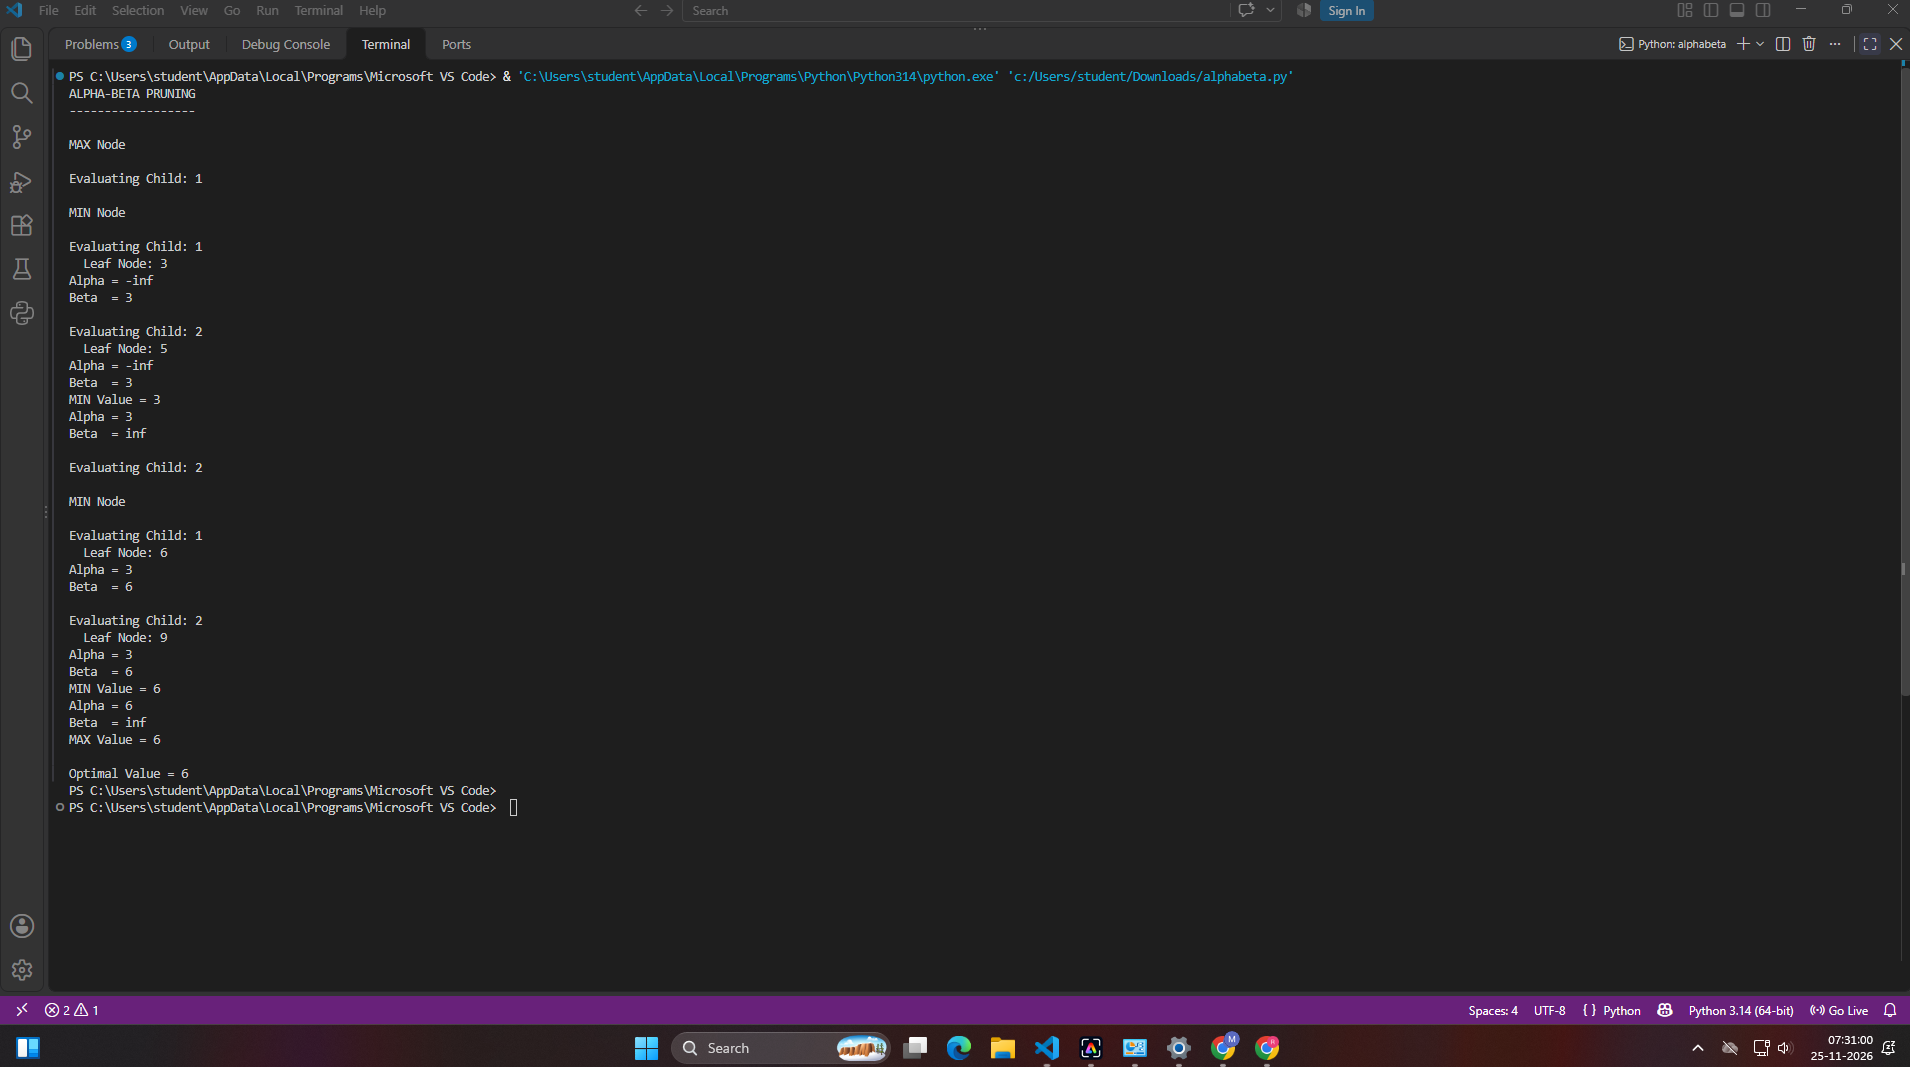 File Edit Selection View Go Run Terminal Help
Search
Sign In
Problems 3 Output Debug Console Terminal Ports
Python: alphabeta
PS C:\Users\student\AppData\Local\Programs\Microsoft VS Code> & 'C:\Users\student\AppData\Local\Programs\Python\Python314\python.exe' 'c:/Users/student/Downloads/alphabeta.py'
ALPHA-BETA PRUNING
------------------
MAX Node
Evaluating Child: 1
MIN Node
Evaluating Child: 1
Leaf Node: 3
Alpha = -inf
Beta  = 3
Evaluating Child: 2
Leaf Node: 5
Alpha = -inf
Beta  = 3
MIN Value = 3
Alpha = 3
Beta  = inf
Evaluating Child: 2
MIN Node
Evaluating Child: 1
Leaf Node: 6
Alpha = 3
Beta  = 6
Evaluating Child: 2
Leaf Node: 9
Alpha = 3
Beta  = 6
MIN Value = 6
Alpha = 6
Beta  = inf
MAX Value = 6
Optimal Value = 6
PS C:\Users\student\AppData\Local\Programs\Microsoft VS Code>
PS C:\Users\student\AppData\Local\Programs\Microsoft VS Code>
2 1
Spaces: 4 UTF-8 { } Python Python 3.14 (64-bit) Go Live
Search
M
07:31:00
25-11-2026